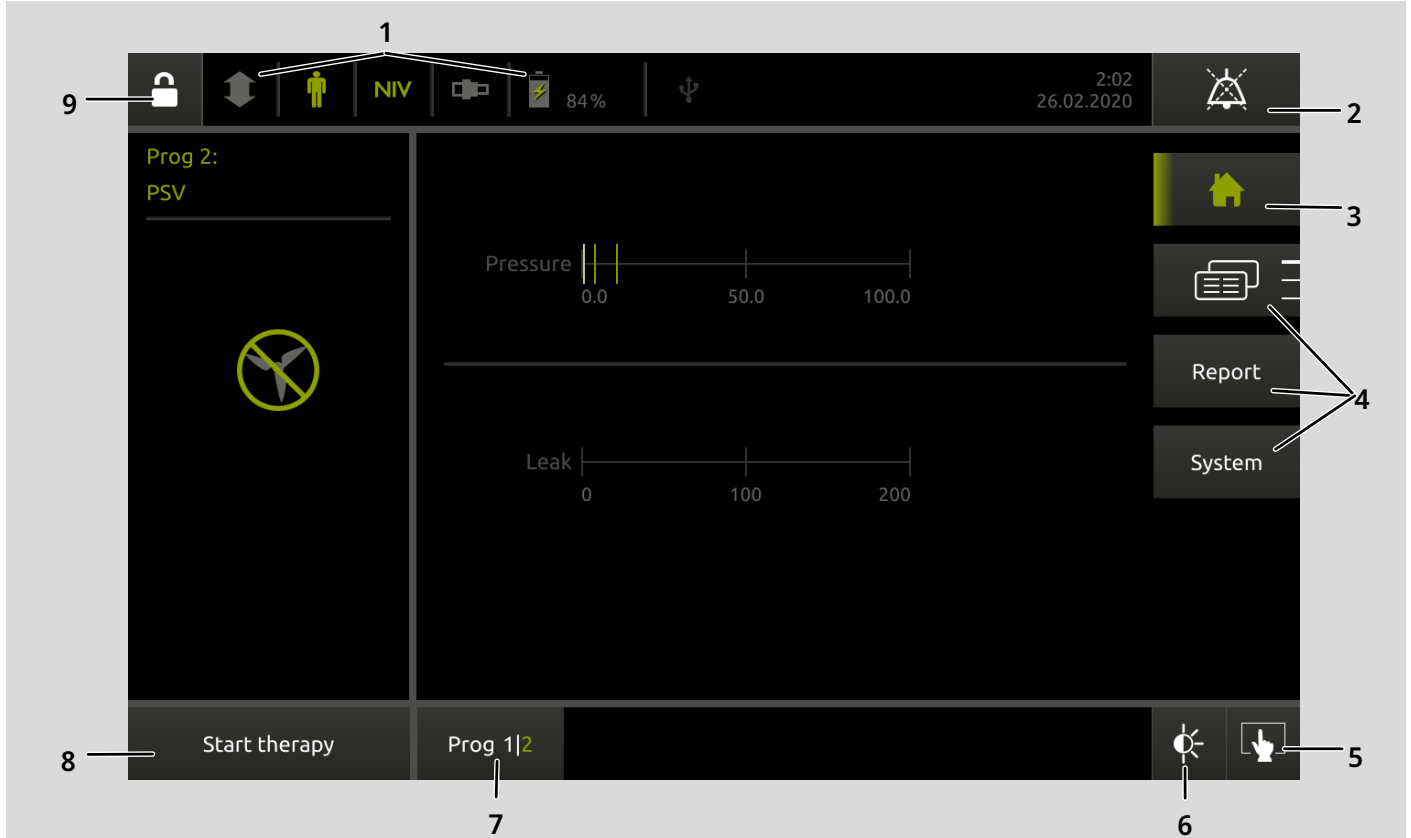 1
NIV
84%
2:02
26.02.2020
9
2
Prog 2:
PSV
3
Pressure
0.0 50.0 100.0
Report
4
Leak
0 100 200
System
Start therapy
Prog 1|2
8
5
7
6